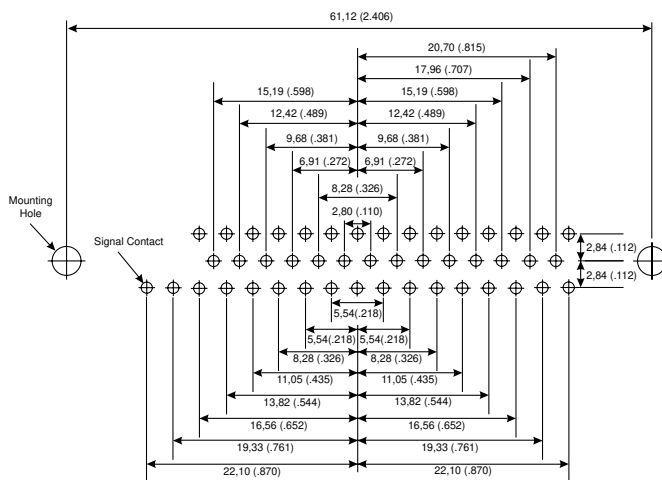 61,12 (2.406)
20,70 (.815)
17,96 (.707)
15,19 (.598) 15,19 (.598)
12,42 (.489) 12,42 (.489)
9,68 (.381) 9,68 (.381)
6,91 (.272) 6,91 (.272)
8,28 (.326)
Mounting
Hole
2,80 (.110)
Signal Contact
2,84 (.112)
2,84 (.112)
5,54(.218)
5,54(.218) 5,54(.218)
8,28 (.326) 8,28 (.326)
11,05 (.435) 11,05 (.435)
13,82 (.544) 13,82 (.544)
16,56 (.652) 16,56 (.652)
19,33 (.761) 19,33 (.761)
22,10 (.870) 22,10 (.870)